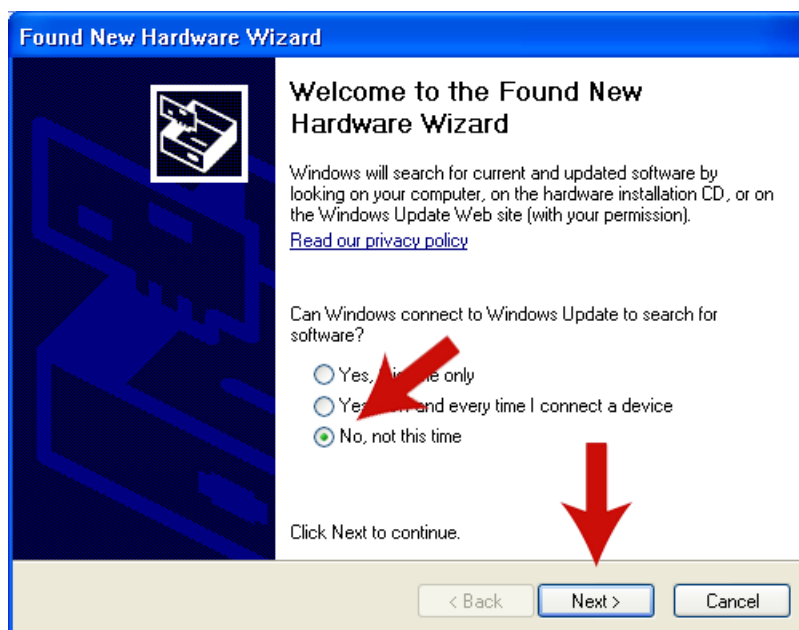 Found New Hardware Wizard
Welcome to the Found New
Hardware Wizard
Windows will search for current and updated software by
looking on your computer, on the hardware installation CD, or on
the Windows Update Web site (with your permission).
Read our privacy policy
Can Windows connect to Windows Update to search for
software?
Yes, only
Yes, and every time I connect a device
No, not this time
Click Next to continue.
< Back Next > Cancel